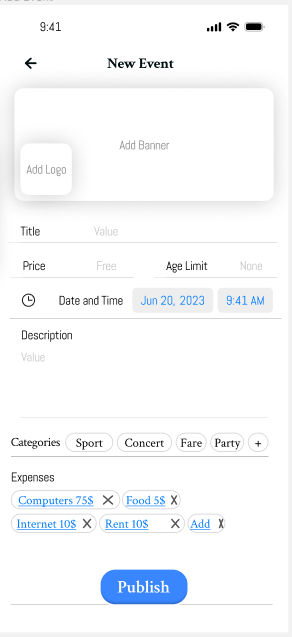 9:41
New Event
Add Banner
Add Logo
Title Value
Price Free Age Limit None
Date and Time Jun 20, 2023 9:41 AM
Description
Value
Categories Sport Concert Fare Party +
Expenses
Computers 75$ X Food 5$ X
Internet 10$ X Rent 10$ X Add X
Publish